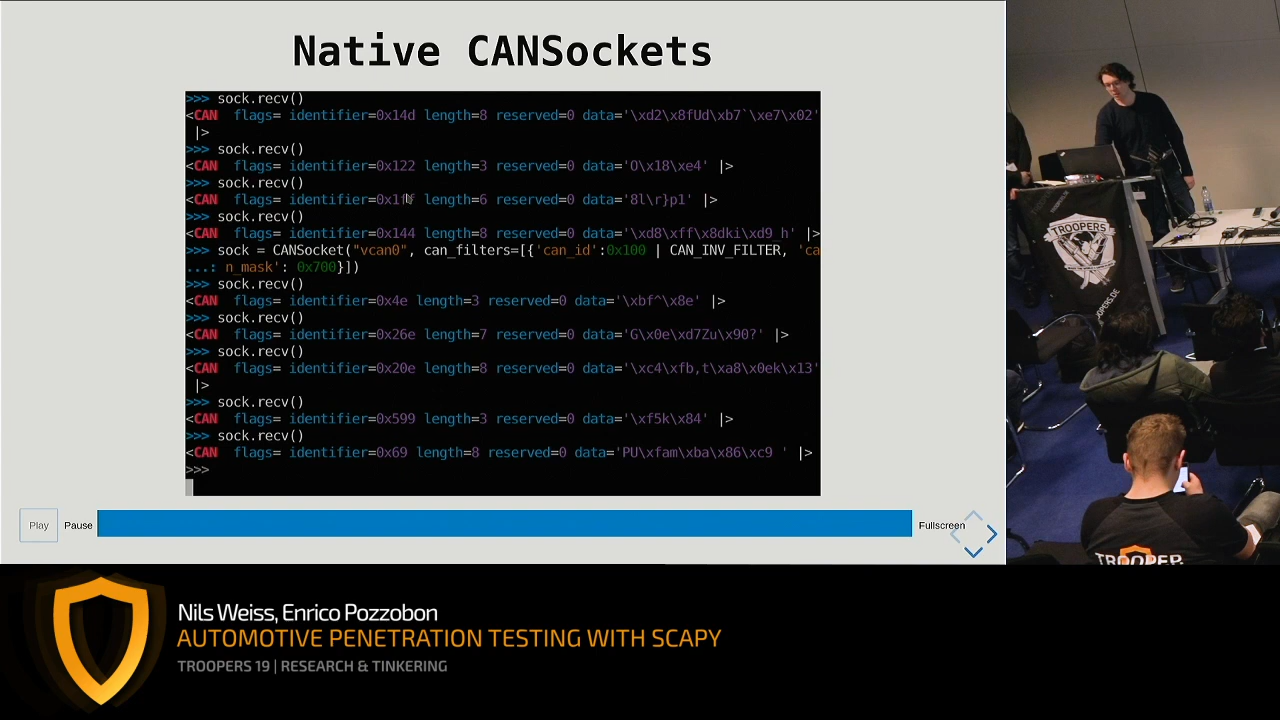 Native CANSockets
>>> sock.recv()
<CAN  flags= identifier=0x14d length=8 reserved=0 data='\xd2\x8fUd\xb7`\xe7\x02'
 |>
>>> sock.recv()
<CAN  flags= identifier=0x122 length=3 reserved=0 data='O\x18\xe4' |>
>>> sock.recv()
<CAN  flags= identifier=0x1ff length=6 reserved=0 data='8l\r}p1' |>
>>> sock.recv()
<CAN  flags= identifier=0x144 length=8 reserved=0 data='\xd8\xff\x8dki\xd9_h' |>
>>> sock = CANSocket("vcan0", can_filters=[{'can_id':0x100 | CAN_INV_FILTER, 'ca
...: n_mask': 0x700}])
>>> sock.recv()
<CAN  flags= identifier=0x4e length=3 reserved=0 data='\xbf^\x8e' |>
>>> sock.recv()
<CAN  flags= identifier=0x26e length=7 reserved=0 data='G\x0e\xd7Zu\x90?' |>
>>> sock.recv()
<CAN  flags= identifier=0x20e length=8 reserved=0 data='\xc4\xfb,t\xa8\x0ek\x13'
 |>
>>> sock.recv()
<CAN  flags= identifier=0x599 length=3 reserved=0 data='\xf5k\x84' |>
>>> sock.recv()
<CAN  flags= identifier=0x69 length=8 reserved=0 data='PU\xfam\xba\x86\xc9 ' |>
>>>
Play Pause Fullscreen
TROOPERS
TROOPERS.DE
TROOPER
Nils Weiss, Enrico Pozzobon
AUTOMOTIVE PENETRATION TESTING WITH SCAPY
TROOPERS 19 | RESEARCH & TINKERING